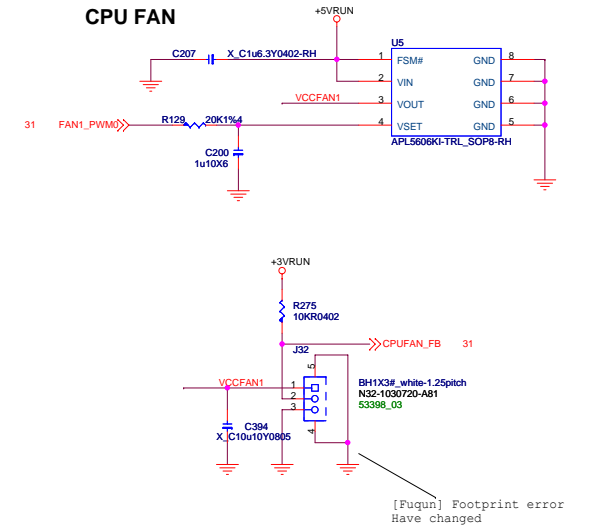 CPU FAN
+5VRUN
U5
C207 X_C1u6.3Y0402-RH
1 FSM# GND 8
2 VIN GND 7
VCCFAN1 3 VOUT GND 6
31 FAN1_PWM0 R129 20K1%4 4 VSET GND 5
APL5606KI-TRL_SOP8-RH
C200
1u10X6
+3VRUN
R275
10KR0402
CPUFAN_FB 31
J32
5
VCCFAN1 1
2
3
BH1X3#_white-1.25pitch
N32-1030720-A81
53398_03
C394
X_C10u10Y0805
4
[Fuqun] Footprint error
Have changed